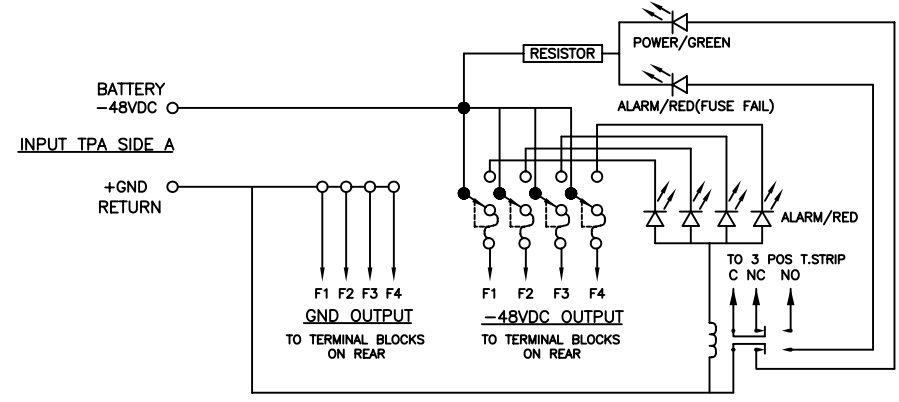 RESISTOR
POWER/GREEN
ALARM/RED(FUSE FAIL)
BATTERY
-48VDC
INPUT TPA SIDE A
+GND
RETURN
ALARM/RED
TO 3 POS T.STRIP
C NC NO
F1 F2 F3 F4
GND OUTPUT
TO TERMINAL BLOCKS
ON REAR
F1 F2 F3 F4
-48VDC OUTPUT
TO TERMINAL BLOCKS
ON REAR